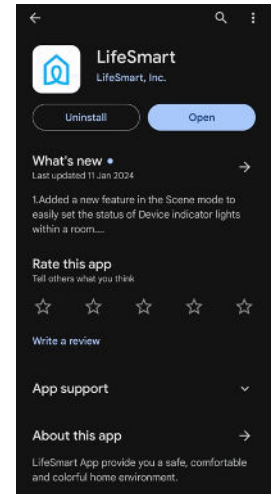 LifeSmart
LifeSmart, Inc.
Uninstall
Open
What's new
Last updated 11 Jan 2024
1.Added a new feature in the Scene mode to
easily set the status of Device indicator lights
within a room....
Rate this app
Tell others what you think
Write a review
App support
About this app
LifeSmart App provide you a safe, comfortable
and colorful home environment.